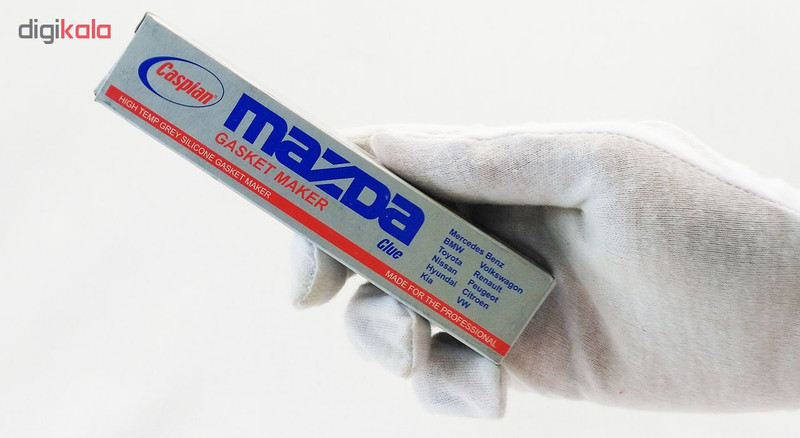 digikala
Caspian®
mazda
GASKET MAKER
HIGH TEMP GREY SILICONE GASKET MAKER
Glue
Mercedes Benz
BMW Volkswagon
Toyota Renault
Nissan Peugeot
Hyundai Citroen
Kia VW
MADE FOR THE PROFESSIONAL